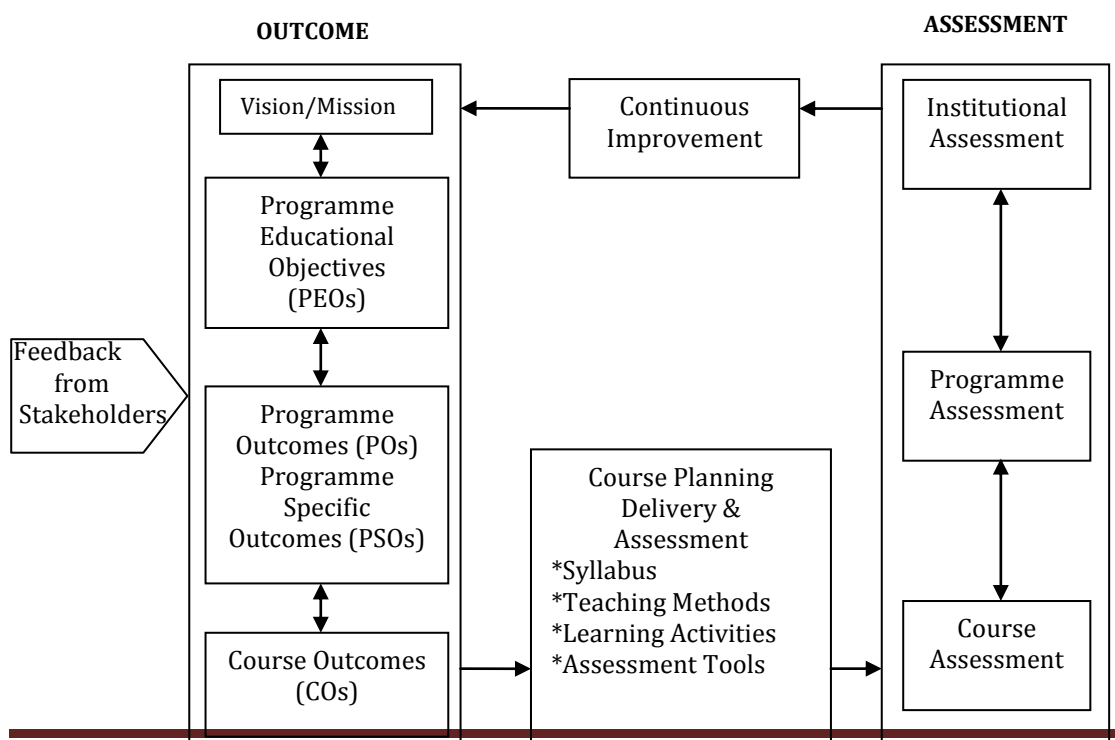 OUTCOME
ASSESSMENT
Vision/Mission
Programme
Educational
Objectives
(PEOs)
Feedback
from
Stakeholders
Programme
Outcomes (POs)
Programme
Specific
Outcomes (PSOs)
Course Outcomes
(COs)
Continuous
Improvement
Course Planning
Delivery &
Assessment
*Syllabus
*Teaching Methods
*Learning Activities
*Assessment Tools
Institutional
Assessment
Programme
Assessment
Course
Assessment